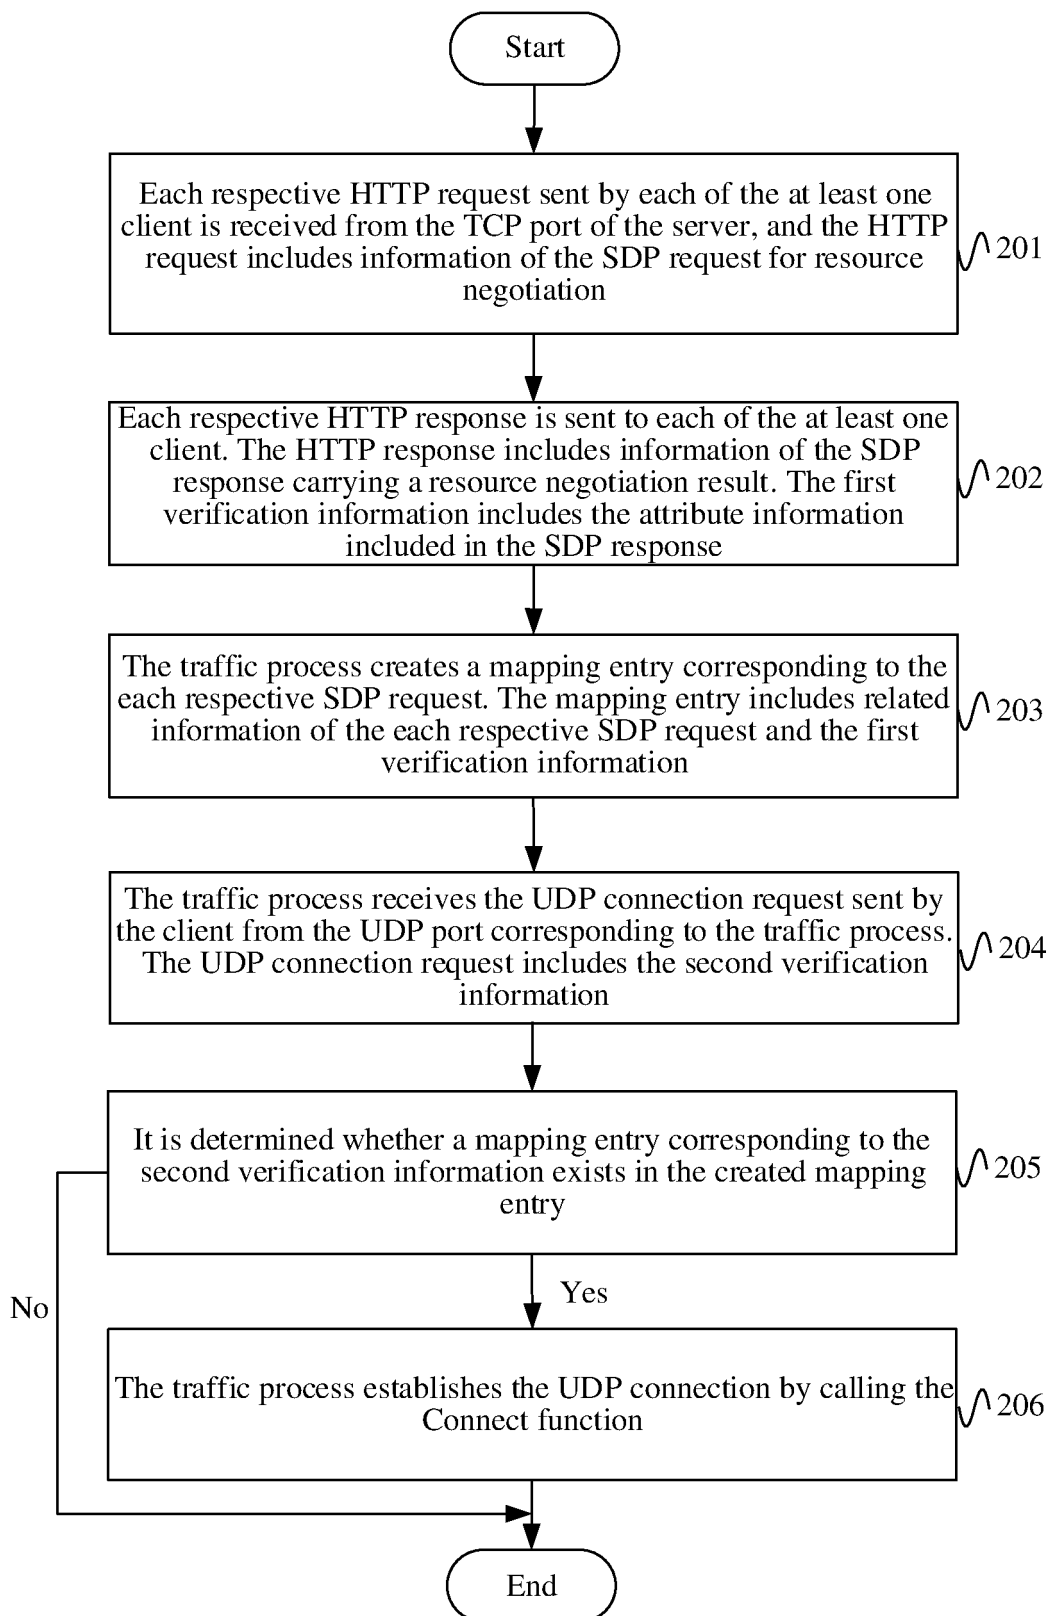 Start
Each respective HTTP request sent by each of the at least one
client is received from the TCP port of the server, and the HTTP
request includes information of the SDP request for resource
negotiation
201
Each respective HTTP response is sent to each of the at least one
client. The HTTP response includes information of the SDP
response carrying a resource negotiation result. The first
verification information includes the attribute information
included in the SDP response
202
The traffic process creates a mapping entry corresponding to the
each respective SDP request. The mapping entry includes related
information of the each respective SDP request and the first
verification information
203
The traffic process receives the UDP connection request sent by
the client from the UDP port corresponding to the traffic process.
The UDP connection request includes the second verification
information
204
It is determined whether a mapping entry corresponding to the
second verification information exists in the created mapping
entry
205
No
Yes
The traffic process establishes the UDP connection by calling the
Connect function
206
End